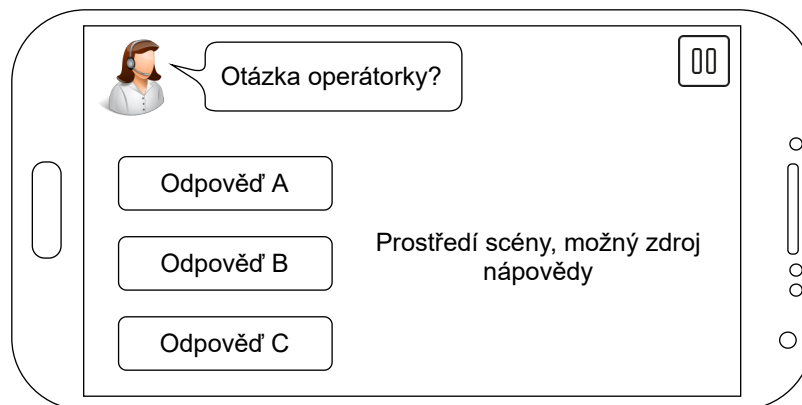 Otázka operátorky?
Odpověď A
Odpověď B
Odpověď C
Prostředí scény, možný zdroj
nápovědy